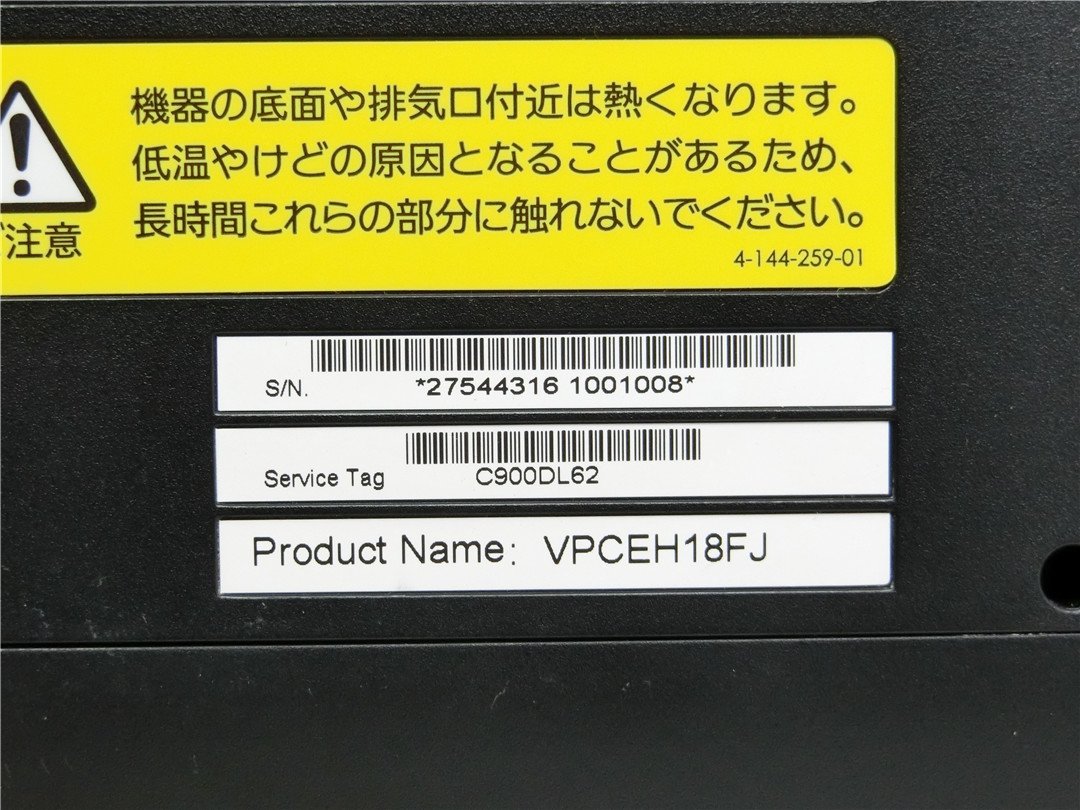 機器の底面や排気口付近は熱くなります。
低温やけどの原因となることがあるため、
長時間これらの部分に触れないでください。
注意
4-144-259-01
S/N. *27544316 1001008*
Service Tag C900DL62
Product Name: VPCEH18FJ